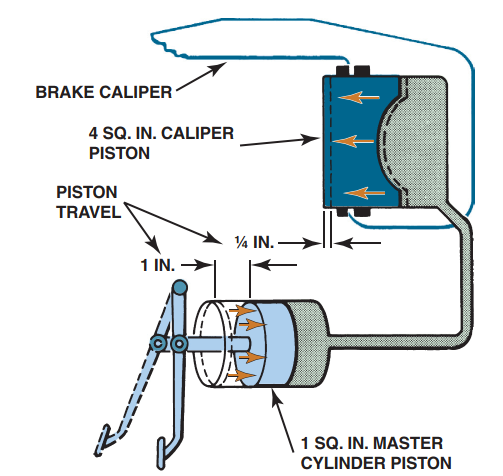 BRAKE CALIPER
4 SQ. IN. CALIPER
PISTON
PISTON
TRAVEL
¼ IN.
1 IN.
1 SQ. IN. MASTER
CYLINDER PISTON